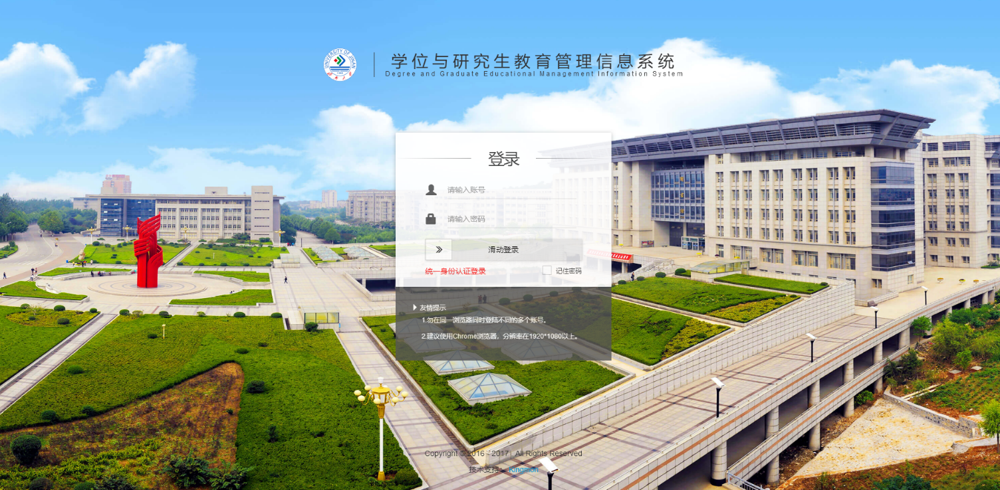 UNIVERSITY OF JINAN
学位与研究生教育管理信息系统
Degree and Graduate Educational Management Information System
登录
请输入账号
请输入密码
滑动登录
统一身份认证登录 记住密码
友情提示
1.勿在同一浏览器同时登陆不同的多个账号。
2.建议使用Chrome浏览器，分辨率在1920*1080以上。
Copyright © 2016 - 2017 | All Rights Reserved
技术支持：